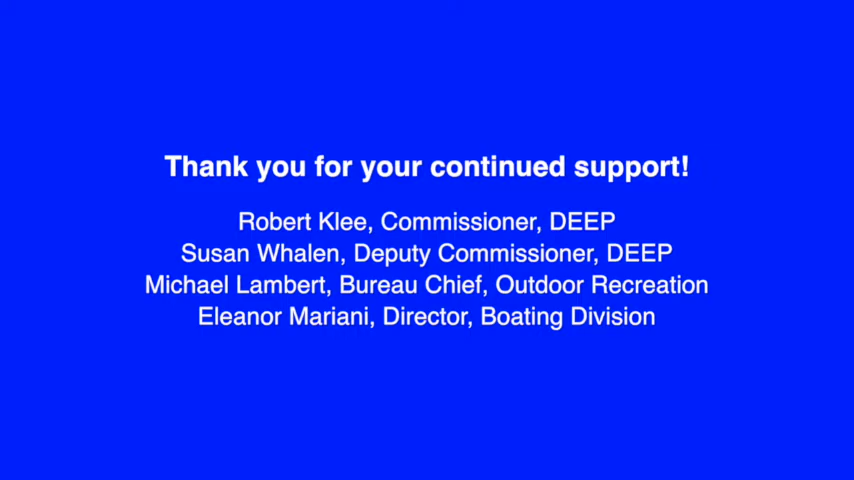 Thank you for your continued support!
Robert Klee, Commissioner, DEEP
Susan Whalen, Deputy Commissioner, DEEP
Michael Lambert, Bureau Chief, Outdoor Recreation
Eleanor Mariani, Director, Boating Division